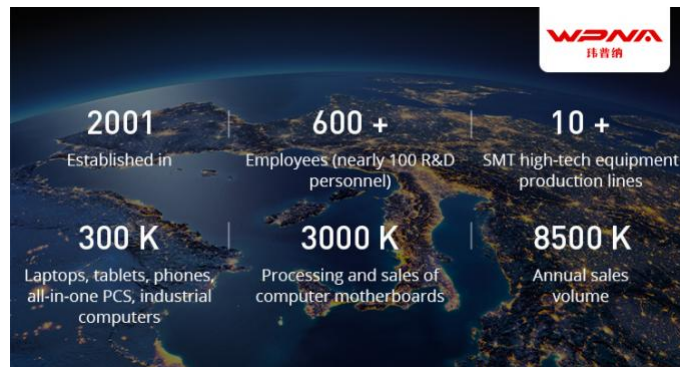 WPNA
玮普纳
2001
Established in
600 +
Employees (nearly 100 R&D
personnel)
10 +
SMT high-tech equipment
production lines
300 K
Laptops, tablets, phones,
all-in-one PCS, industrial
computers
3000 K
Processing and sales of
computer motherboards
8500 K
Annual sales
volume